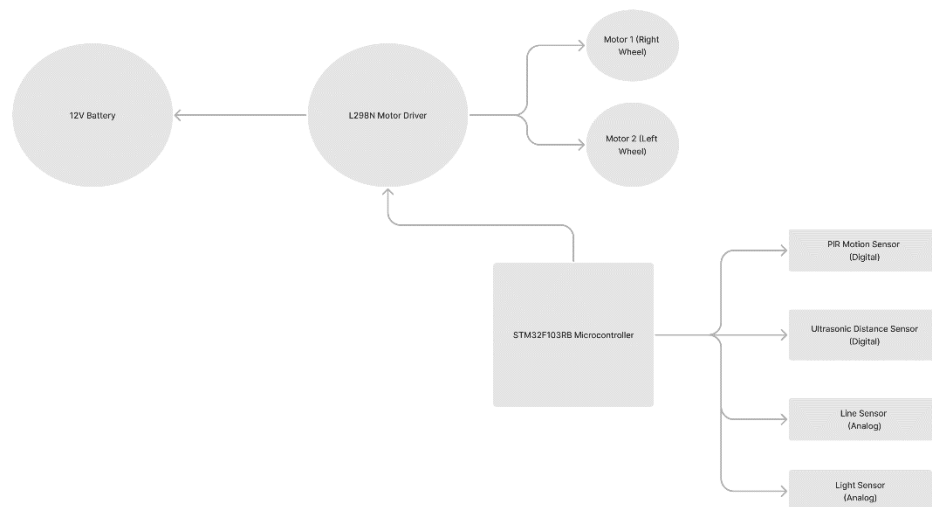 Motor 1 (Right
Wheel)
12V Battery
L298N Motor Driver
Motor 2 (Left
Wheel)
PIR Motion Sensor
(Digital)
STM32F103RB Microcontroller
Ultrasonic Distance Sensor
(Digital)
Line Sensor
(Analog)
Light Sensor
(Analog)